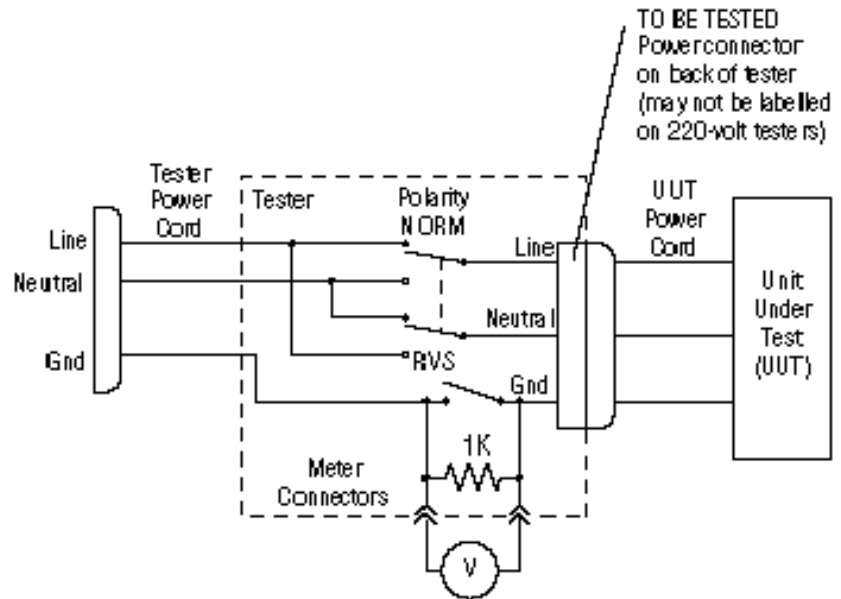 TO BE TESTED
Power connector
on back of tester
(may not be labelled
on 220-volt testers)
Tester
Power
Cord
Tester
Polarity
NORM
UUT
Power
Cord
Line
Line
Neutral
Neutral
Unit
Under
Test
(UUT)
Gnd
RVS
Gnd
1K
Meter
Connectors
V